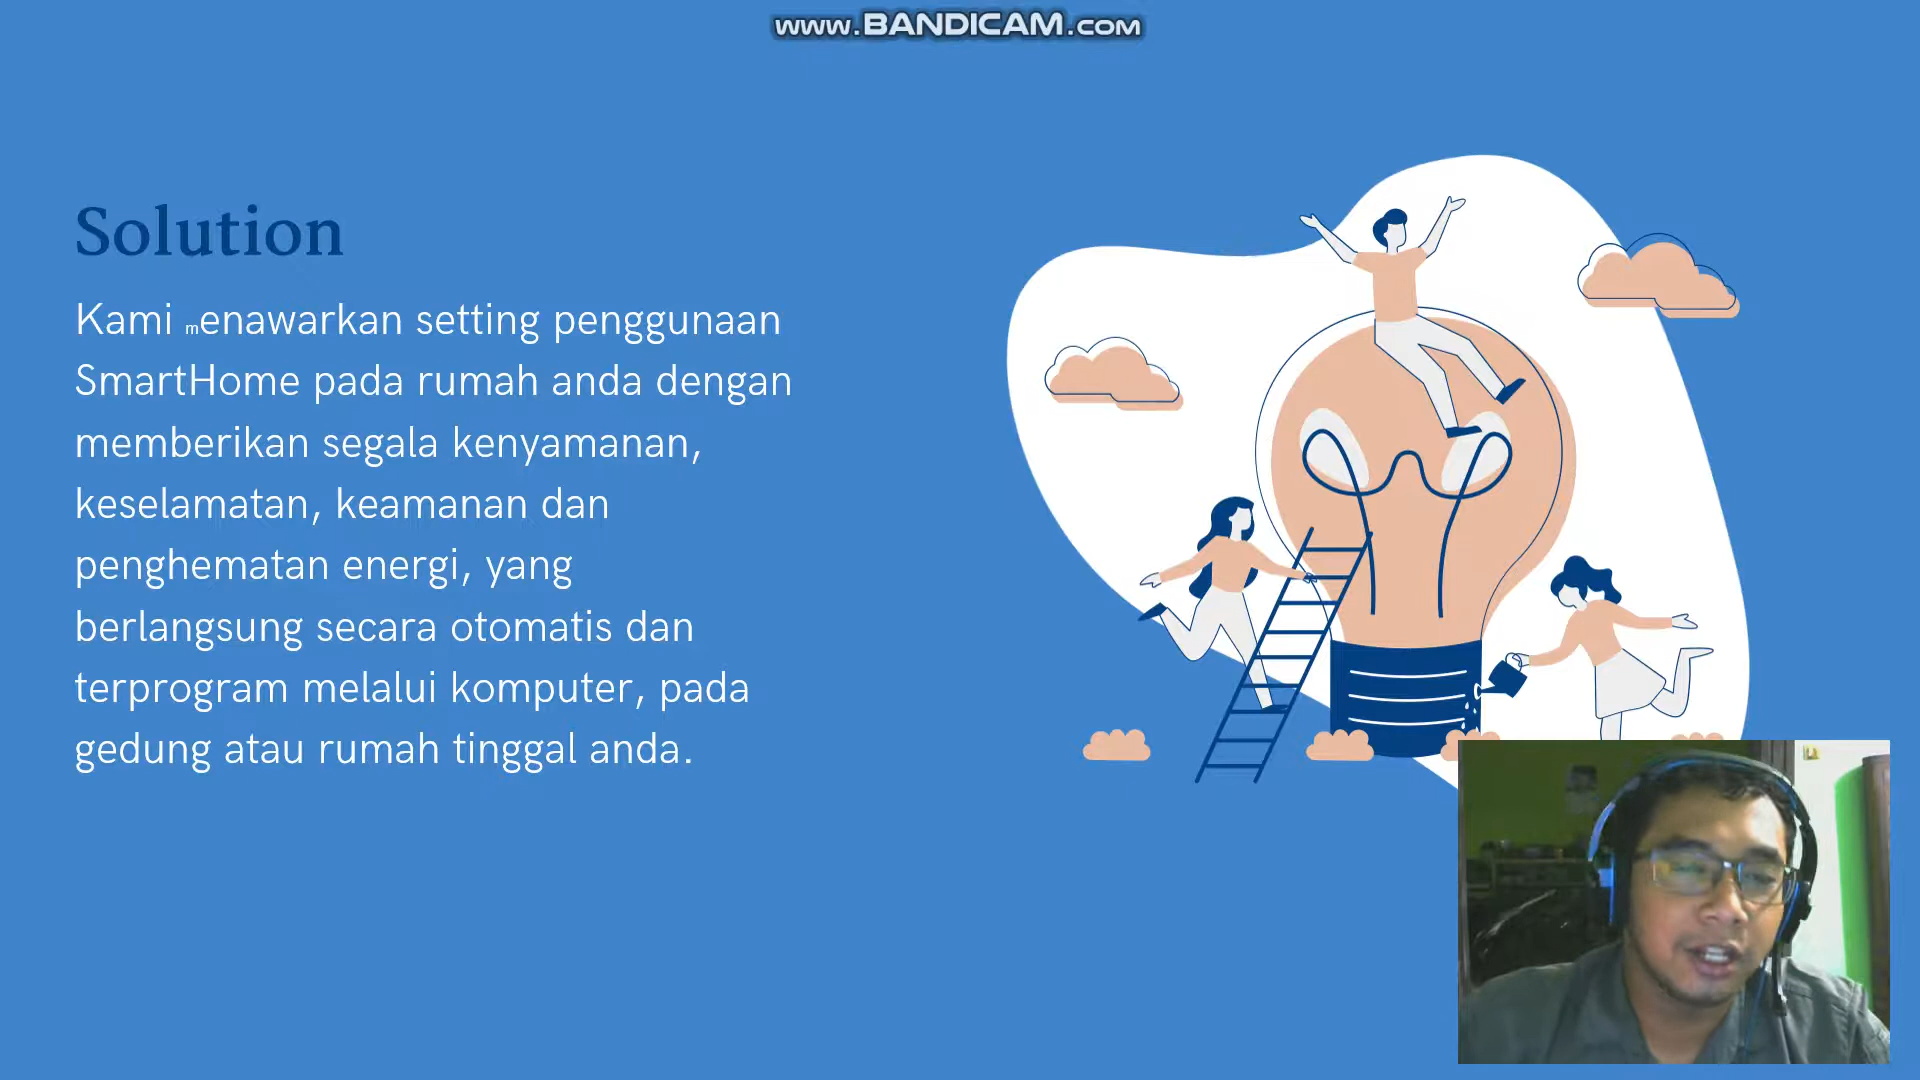 www.BANDICAM.com
Solution
Kami menawarkan setting penggunaan
SmartHome pada rumah anda dengan
memberikan segala kenyamanan,
keselamatan, keamanan dan
penghematan energi, yang
berlangsung secara otomatis dan
terprogram melalui komputer, pada
gedung atau rumah tinggal anda.